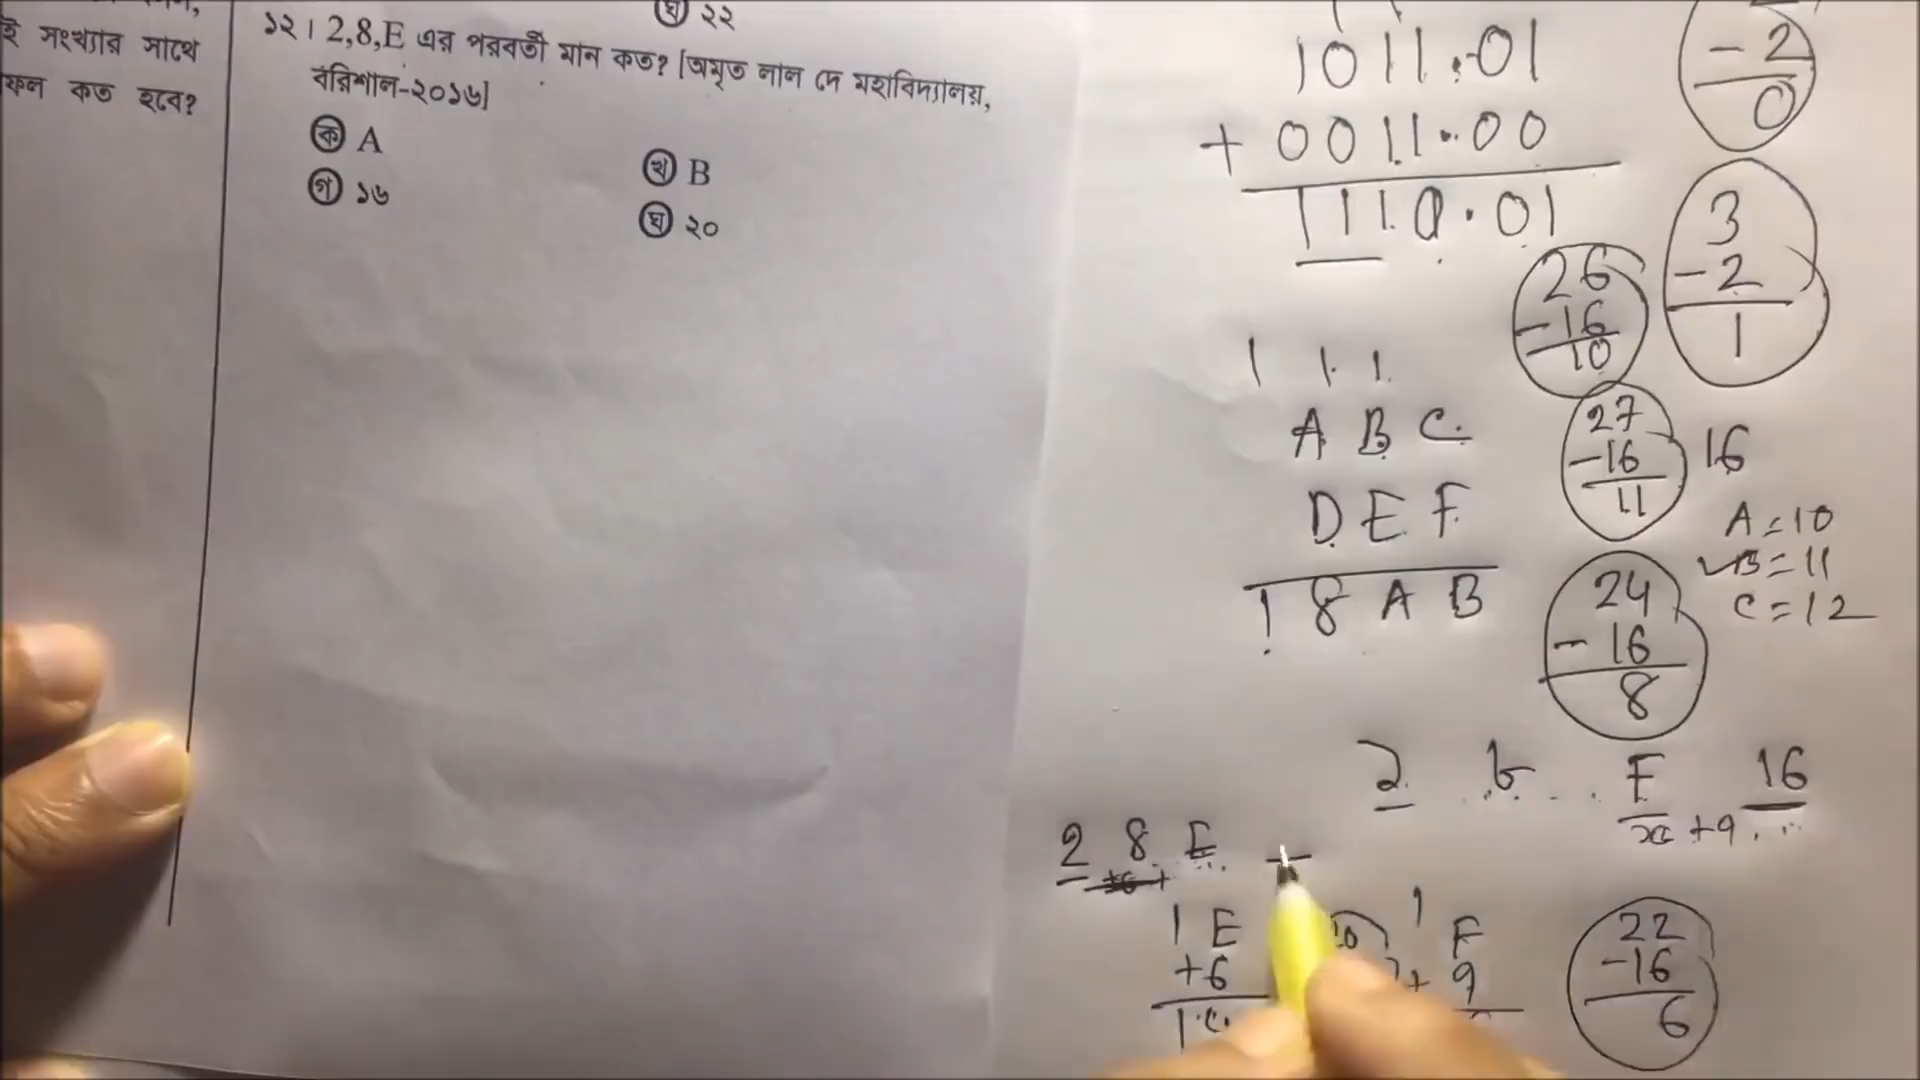 ই সংখ্যার সাথে
ফল কত হবে?
ঘ ২২
১২। 2,8,E এর পরবর্তী মান কত? [অমৃত লাল দে মহাবিদ্যালয়,
বরিশাল-২০১৬]
ক A
খ B
গ ১৬
ঘ ২০
1011.01
+ 0011.00
1110.01
- 2
0
3
- 2
1
26
- 16
10
1 1 1
A B C
D E F
1 8 A B
27
- 16
11
16
A = 10
B = 11
C = 12
24
- 16
8
F 16
+9
2 8 E
1 E
+6
1
F
+ 9
22
- 16
6